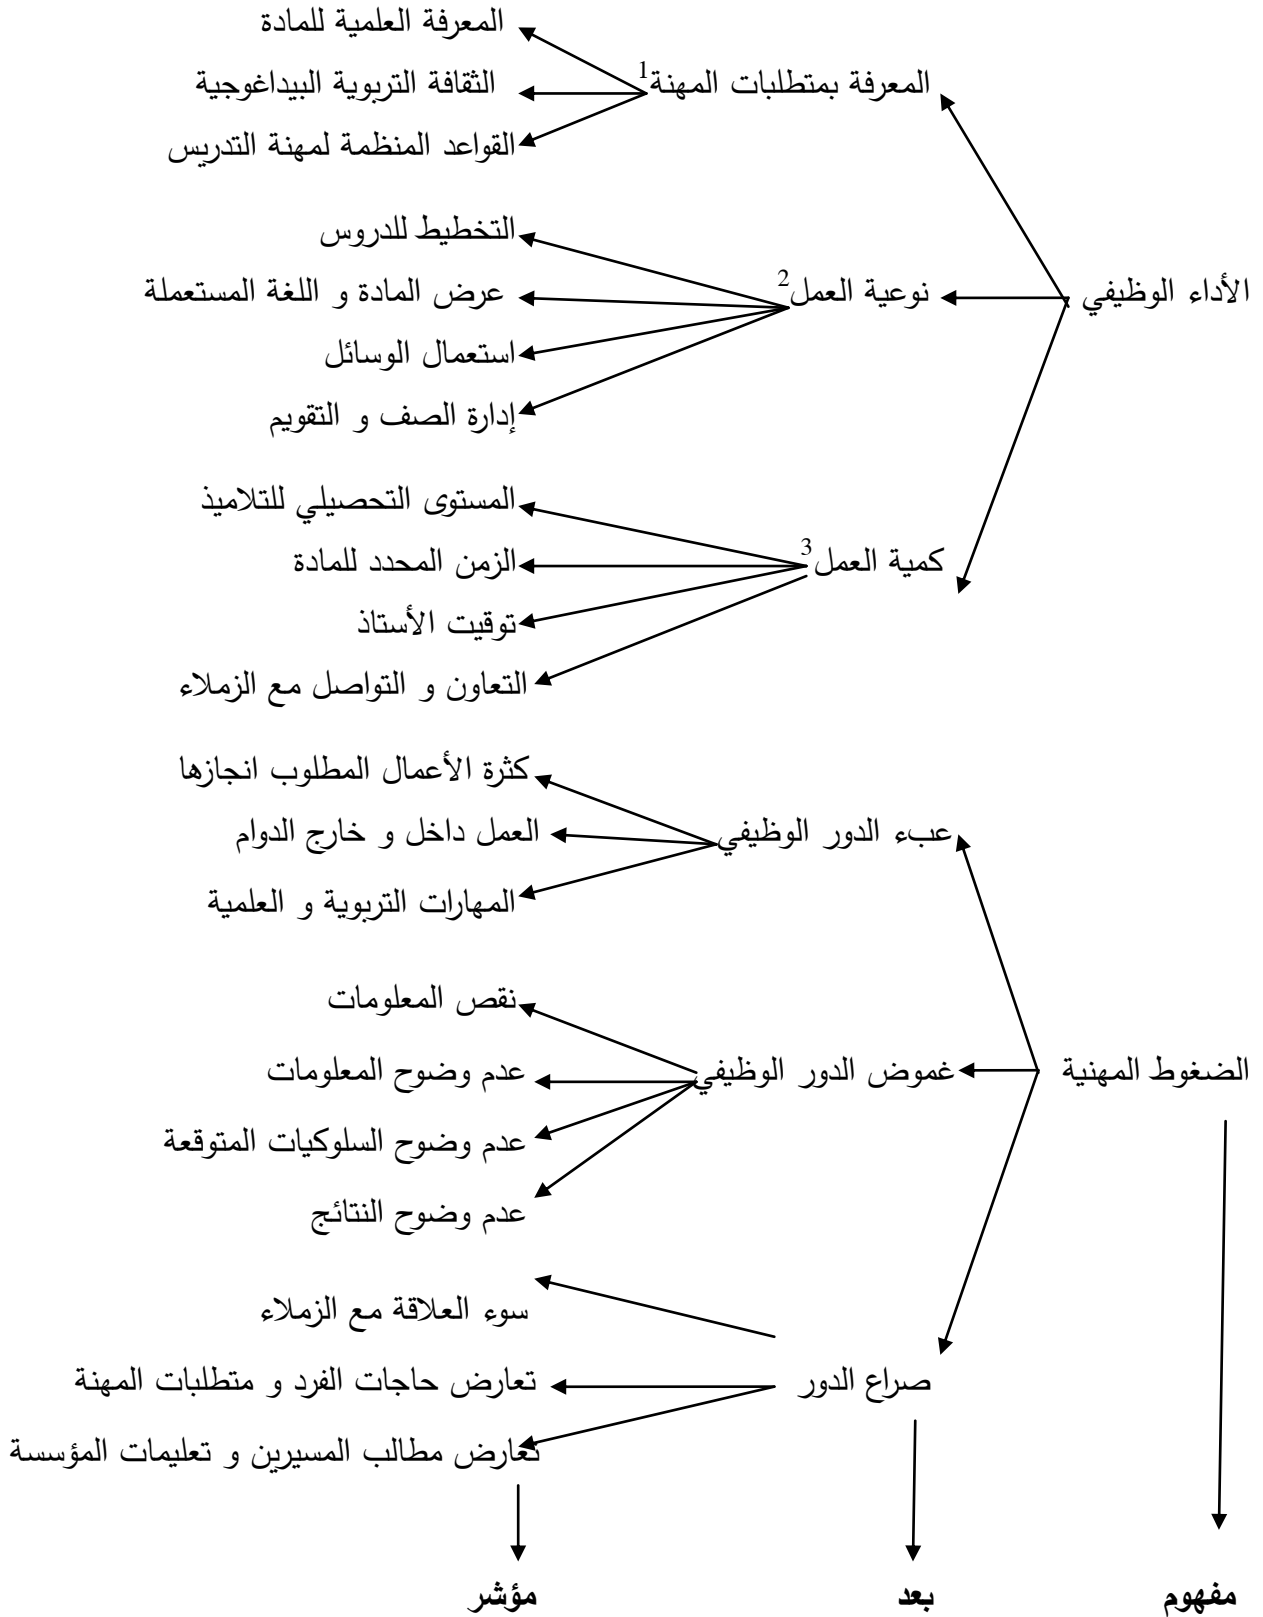 المعرفة العلمية للمادة
المعرفة بمتطلبات المهنة1
الثقافة التربوية البيداغوجية
القواعد المنظمة لمهنة التدريس
التخطيط للدروس
الأداء الوظيفي
نوعية العمل2
عرض المادة و اللغة المستعملة
استعمال الوسائل
إدارة الصف و التقويم
المستوى التحصيلي للتلاميذ
كمية العمل3
الزمن المحدد للمادة
توقيت الأستاذ
التعاون و التواصل مع الزملاء
كثرة الأعمال المطلوب انجازها
عبء الدور الوظيفي
العمل داخل و خارج الدوام
المهارات التربوية و العلمية
نقص المعلومات
الضغوط المهنية
غموض الدور الوظيفي
عدم وضوح المعلومات
عدم وضوح السلوكيات المتوقعة
عدم وضوح النتائج
سوء العلاقة مع الزملاء
صراع الدور
تعارض حاجات الفرد و متطلبات المهنة
تعارض مطالب المسيرين و تعليمات المؤسسة
مفهوم
بعد
مؤشر